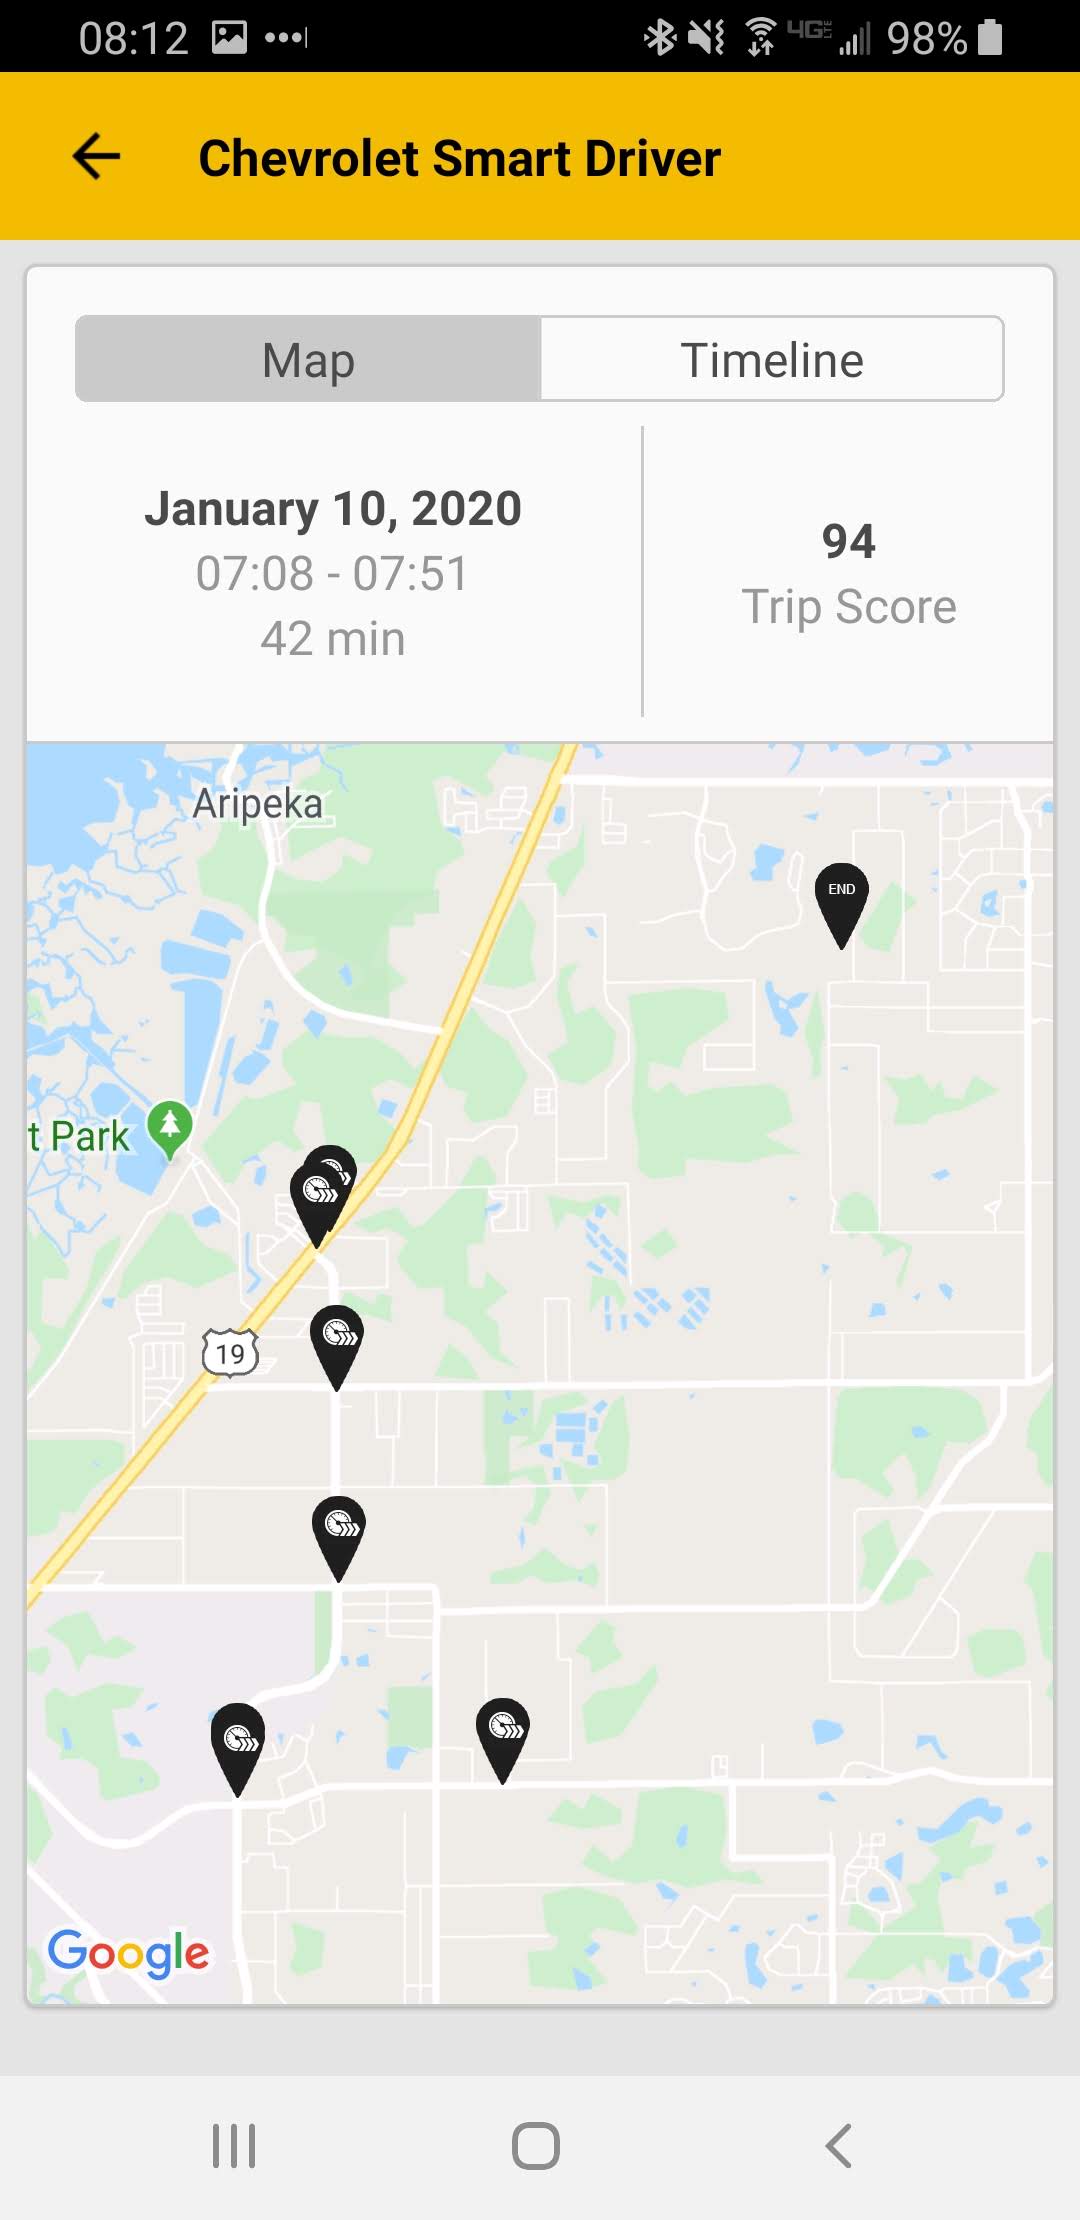 08:12
4G LTE
98%
Chevrolet Smart Driver
Map
Timeline
January 10, 2020
07:08 - 07:51
42 min
94
Trip Score
Aripeka
END
t Park
19
Google